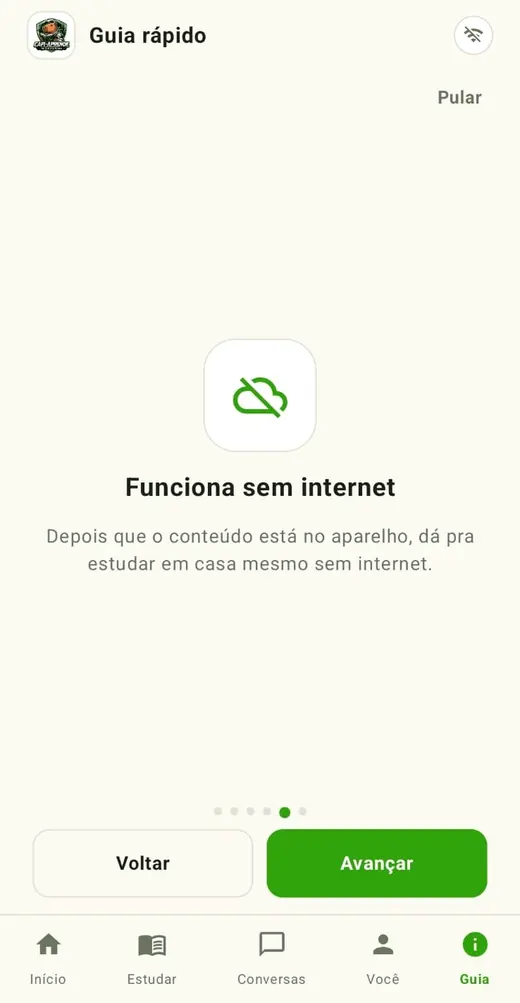 Guia rápido
Pular
Funciona sem internet
Depois que o conteúdo está no aparelho, dá pra
estudar em casa mesmo sem internet.
Voltar
Avançar
Início
Estudar
Conversas
Você
Guia